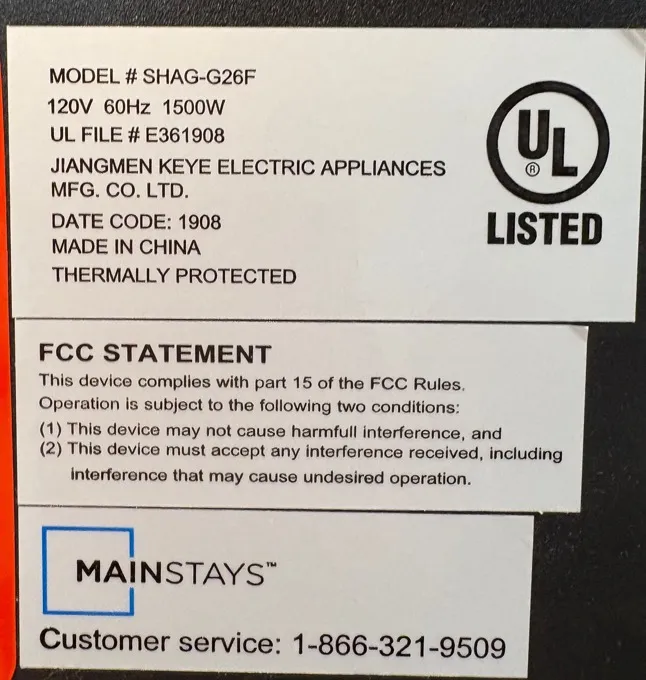 MODEL # SHAG-G26F
120V 60Hz 1500W
UL FILE # E361908
JIANGMEN KEYE ELECTRIC APPLIANCES
MFG. CO. LTD.
DATE CODE: 1908
MADE IN CHINA
THERMALLY PROTECTED
UL ®
LISTED
FCC STATEMENT
This device complies with part 15 of the FCC Rules.
Operation is subject to the following two conditions:
(1) This device may not cause harmfull interference, and
(2) This device must accept any interference received, including
interference that may cause undesired operation.
MAINSTAYS™
Customer service: 1-866-321-9509